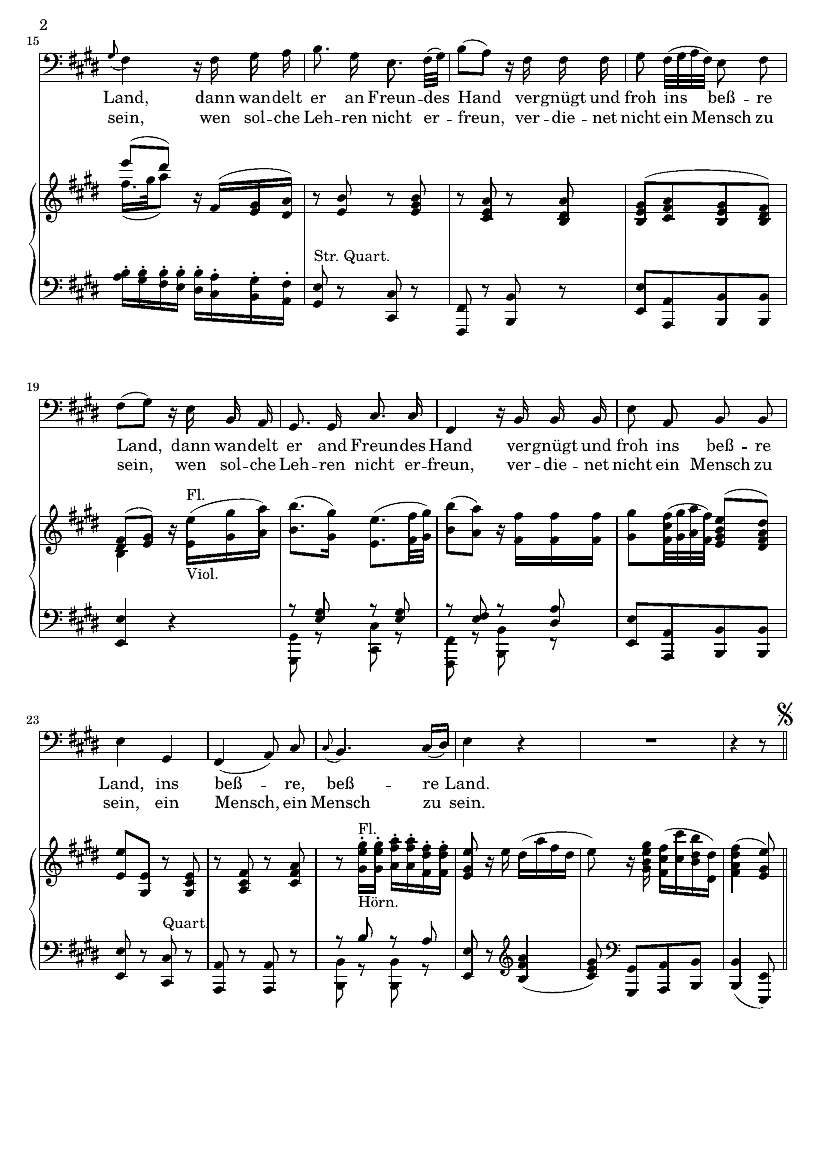 2
15
Land, dann wandelt er an Freun -- des Hand vergnügt und froh ins beß -- re
sein, wen sol -- che Leh -- ren nicht er -- freun, ver -- die -- net nicht ein Mensch zu
Str. Quart.
19
Land, dann wandelt er and Freundes Hand vergnügt und froh ins beß -- re
sein, wen sol -- che Leh -- ren nicht er -- freun, ver -- die -- net nicht ein Mensch zu
Fl.
Viol.
23
Land, ins beß -- re, beß -- re Land.
sein, ein Mensch, ein Mensch zu sein.
Fl.
Hörn.
Quart.